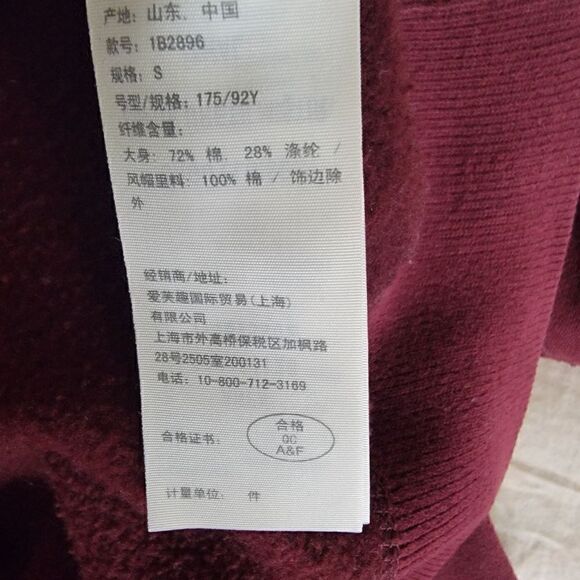 产地: 山东、中国
款号: 1B2896
规格: S
号型/规格: 175/92Y
纤维含量:
大身: 72% 棉. 28% 涤纶 /
风帽里料: 100% 棉 / 饰边除
外
经销商/地址:
爱芙趣国际贸易(上海)
有限公司
上海市外高桥保税区加枫路
28号2505室200131
电话: 10-800-712-3169
合格证书:
合格
QC
A&F
计量单位: 件